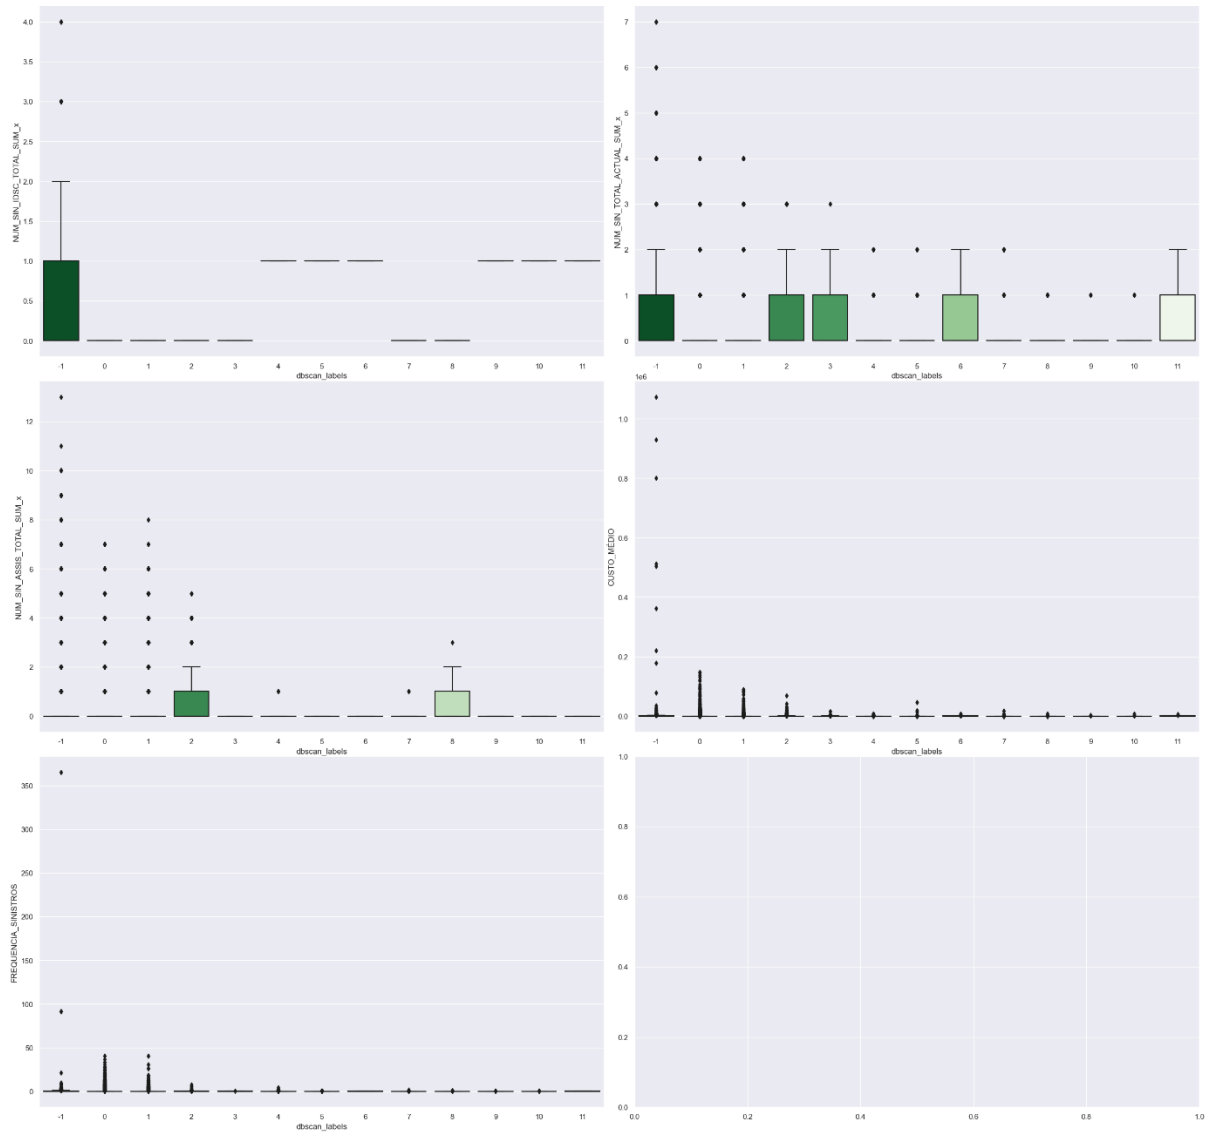 4.0
3.5
3.0
2.5
2.0
1.5
1.0
0.5
0.0
NUM_SIN_IDSC_TOTAL_SUM_x
-1 0 1 2 3 4 5 6 7 8 9 10 11
dbscan_labels
7
6
5
4
3
2
1
0
NUM_SIN_TOTAL_ACTUAL_SUM_x
-1 0 1 2 3 4 5 6 7 8 9 10 11
dbscan_labels
12
10
8
6
4
2
0
NUM_SIN_ASSIS_TOTAL_SUM_x
-1 0 1 2 3 4 5 6 7 8 9 10 11
dbscan_labels
1e6
1.0
0.8
0.6
0.4
0.2
0.0
CUSTO_MÉDIO
-1 0 1 2 3 4 5 6 7 8 9 10 11
dbscan_labels
350
300
250
200
150
100
50
0
FREQUENCIA_SINISTROS
-1 0 1 2 3 4 5 6 7 8 9 10 11
dbscan_labels
1.0
0.8
0.6
0.4
0.2
0.0
0.0 0.2 0.4 0.6 0.8 1.0